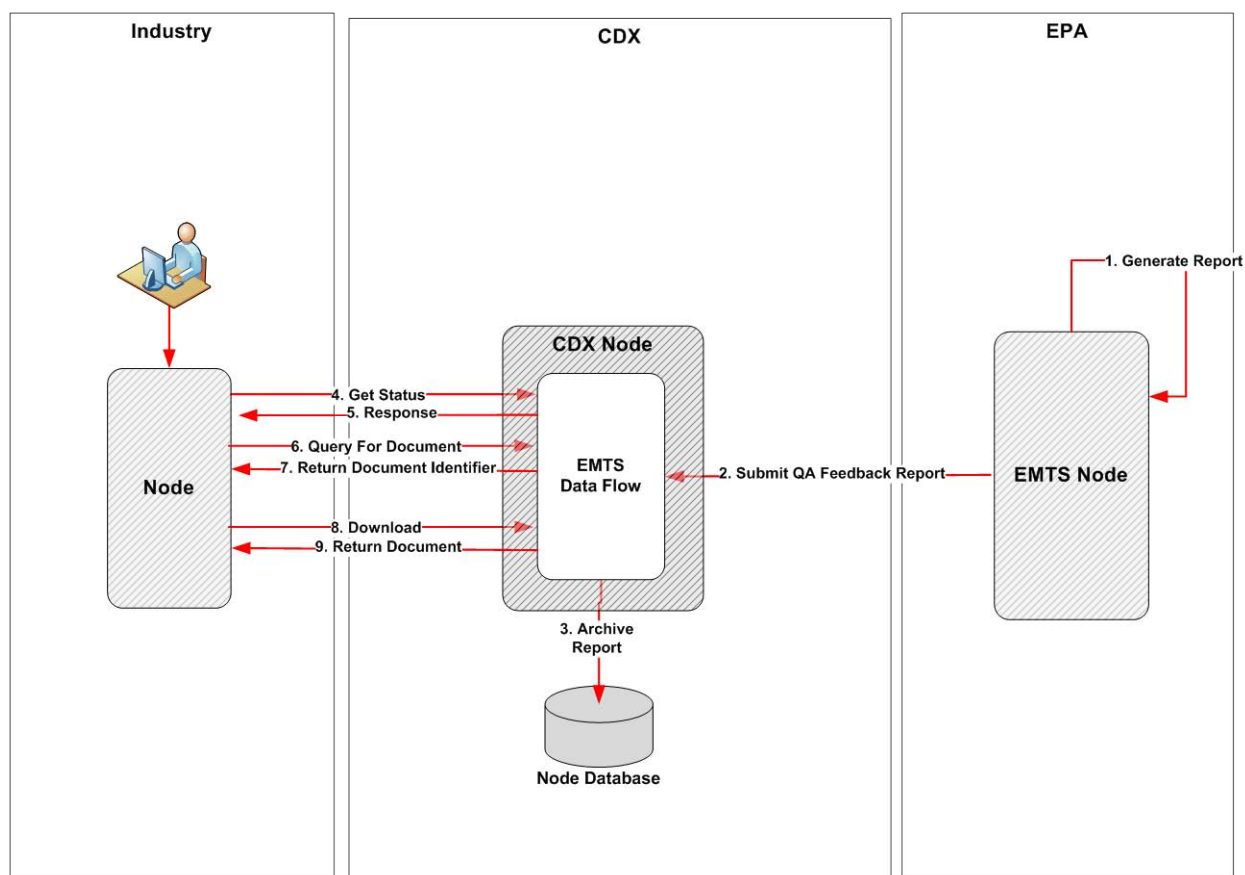 Industry
CDX
EPA
1. Generate Report
CDX Node
4. Get Status
5. Response
6. Query For Document
7. Return Document Identifier
Node
EMTS
Data Flow
2. Submit QA Feedback Report
EMTS Node
8. Download
9. Return Document
3. Archive
Report
Node Database